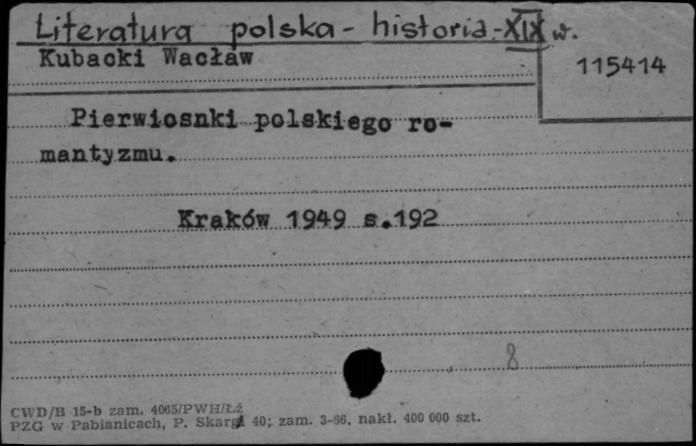 Literatura polska - historia - XIX w.
Kubacki Wacław
115414
Pierwiosnki polskiego ro-
mantyzmu.
Kraków 1949 s.192
8
CWD/B 15-b zam. 4065/PWH/Łź
PZG w Pabianicach, P. Skargi 40; zam. 3-66, nakł. 400 000 szt.